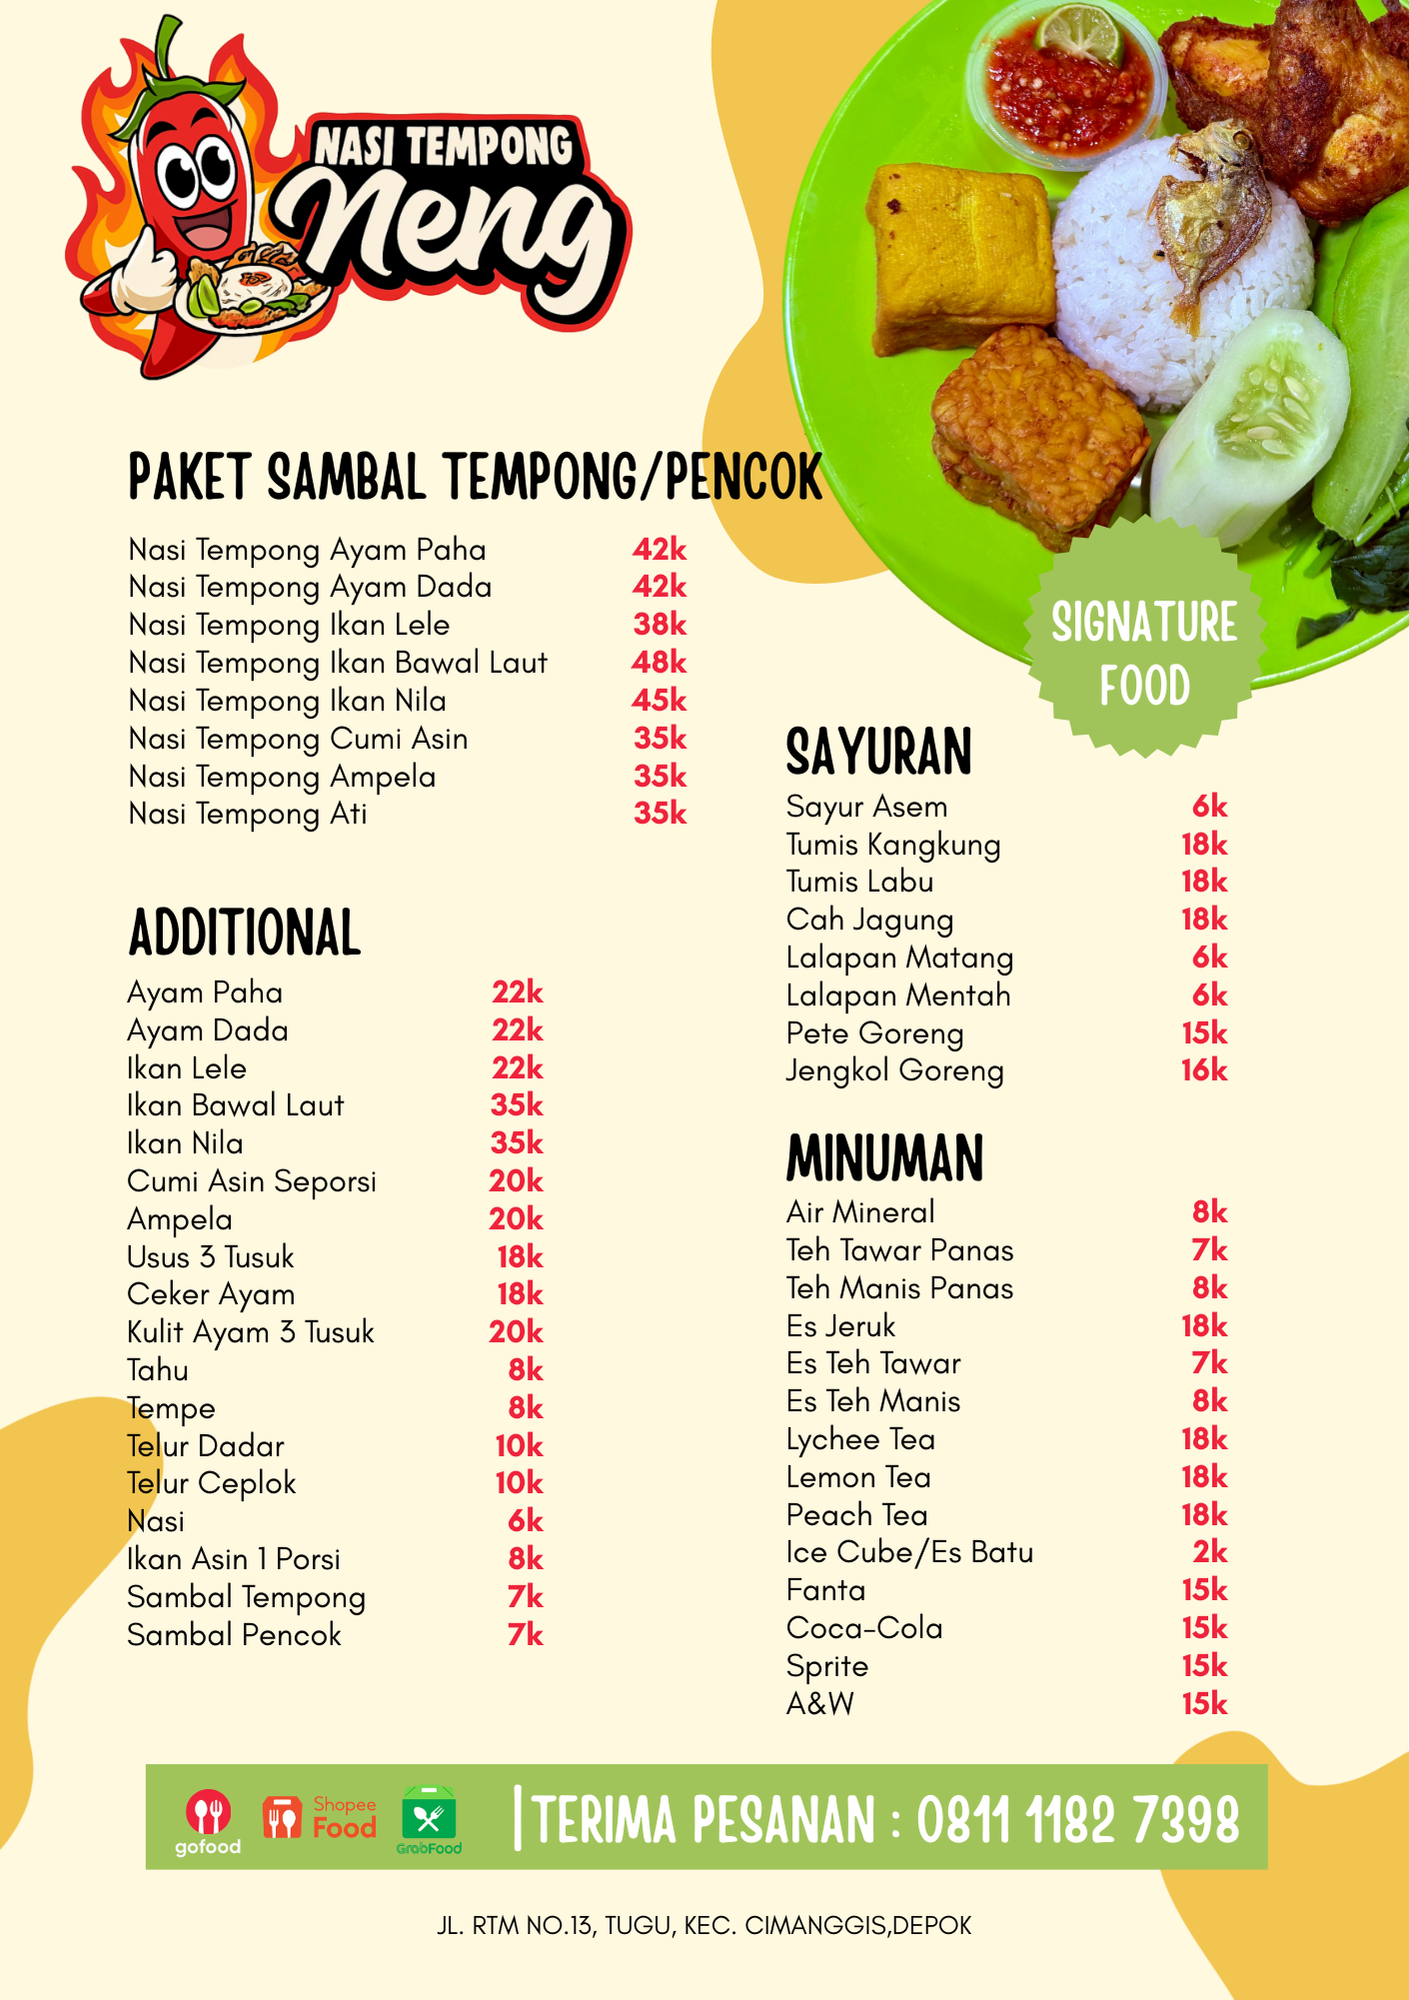 NASI TEMPONG
Neng
PAKET SAMBAL TEMPONG/PENCOK
Nasi Tempong Ayam Paha 42k
Nasi Tempong Ayam Dada 42k
Nasi Tempong Ikan Lele 38k
Nasi Tempong Ikan Bawal Laut 48k
Nasi Tempong Ikan Nila 45k
Nasi Tempong Cumi Asin 35k
Nasi Tempong Ampela 35k
Nasi Tempong Ati 35k
SIGNATURE
FOOD
ADDITIONAL
Ayam Paha 22k
Ayam Dada 22k
Ikan Lele 22k
Ikan Bawal Laut 35k
Ikan Nila 35k
Cumi Asin Seporsi 20k
Ampela 20k
Usus 3 Tusuk 18k
Ceker Ayam 18k
Kulit Ayam 3 Tusuk 20k
Tahu 8k
Tempe 8k
Telur Dadar 10k
Telur Ceplok 10k
Nasi 6k
Ikan Asin 1 Porsi 8k
Sambal Tempong 7k
Sambal Pencok 7k
SAYURAN
Sayur Asem 6k
Tumis Kangkung 18k
Tumis Labu 18k
Cah Jagung 18k
Lalapan Matang 6k
Lalapan Mentah 6k
Pete Goreng 15k
Jengkol Goreng 16k
MINUMAN
Air Mineral 8k
Teh Tawar Panas 7k
Teh Manis Panas 8k
Es Jeruk 18k
Es Teh Tawar 7k
Es Teh Manis 8k
Lychee Tea 18k
Lemon Tea 18k
Peach Tea 18k
Ice Cube/Es Batu 2k
Fanta 15k
Coca-Cola 15k
Sprite 15k
A&W 15k
gofood
Shopee
Food
GrabFood
|TERIMA PESANAN : 0811 1182 7398
JL. RTM NO.13, TUGU, KEC. CIMANGGIS,DEPOK